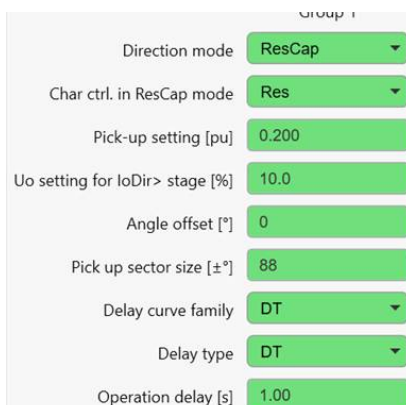 Group 1
Direction mode ResCap
Char ctrl. in ResCap mode Res
Pick-up setting [pu] 0.200
Uo setting for IoDir> stage [%] 10.0
Angle offset [°] 0
Pick up sector size [±°] 88
Delay curve family DT
Delay type DT
Operation delay [s] 1.00